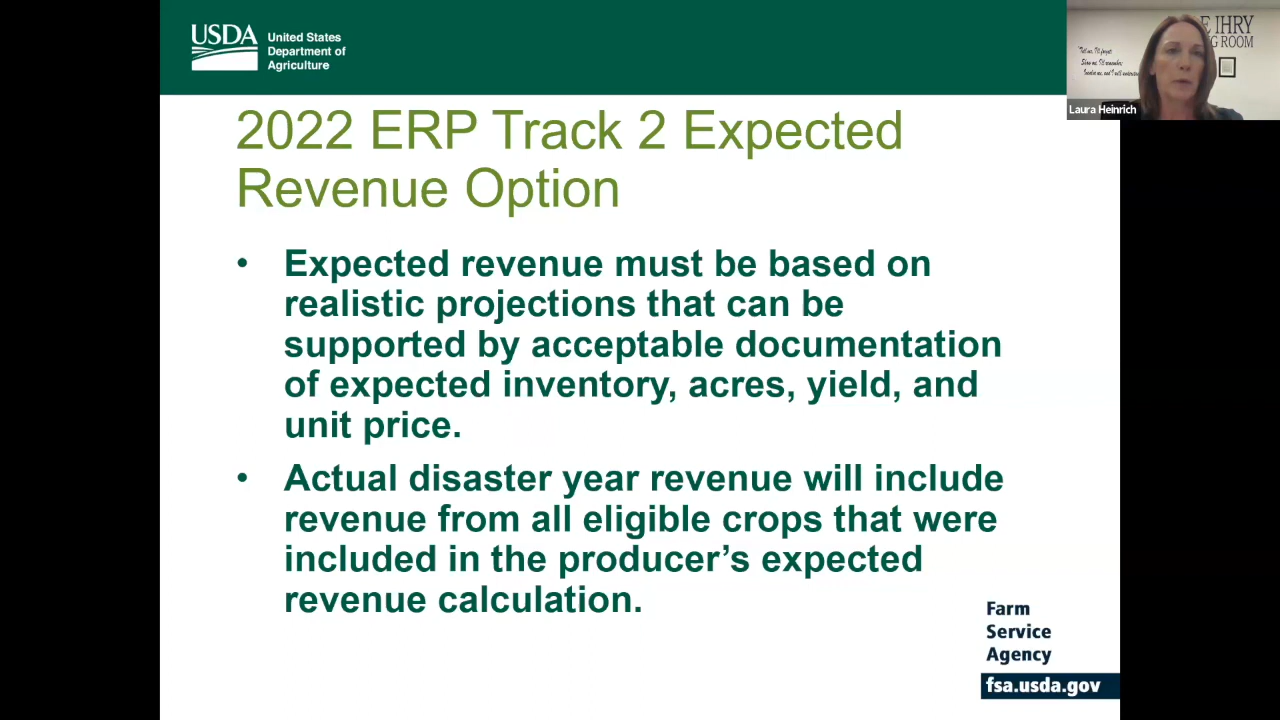 USDA
United States
Department of
Agriculture
E IHRY
G ROOM
Laura Heinrich
2022 ERP Track 2 Expected
Revenue Option
• Expected revenue must be based on
realistic projections that can be
supported by acceptable documentation
of expected inventory, acres, yield, and
unit price.
• Actual disaster year revenue will include
revenue from all eligible crops that were
included in the producer’s expected
revenue calculation.
Farm
Service
Agency
fsa.usda.gov